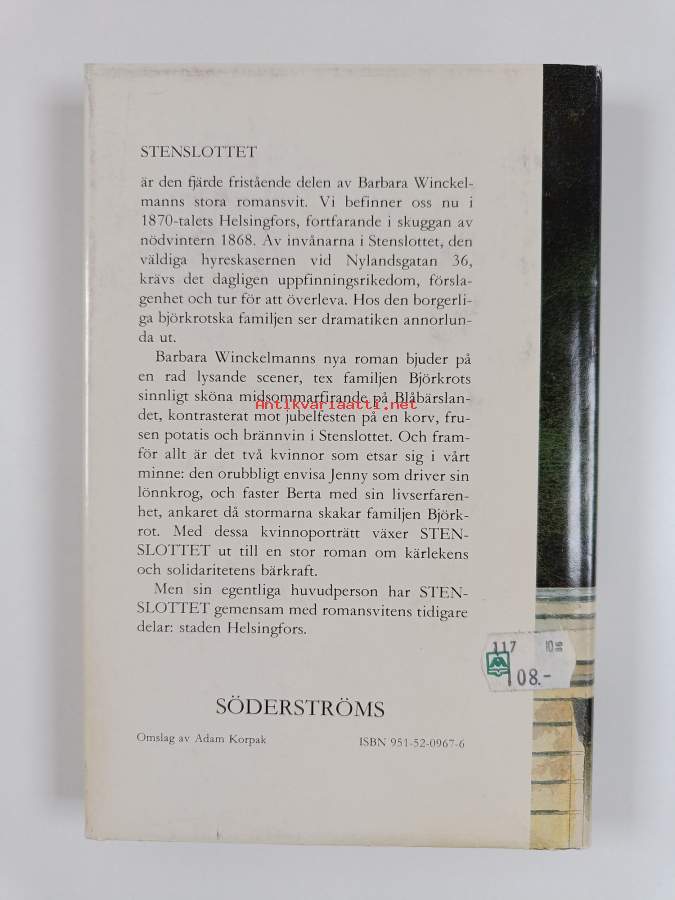 STENSLOTTET
är den fjärde fristående delen av Barbara Winckel-
manns stora romansvit. Vi befinner oss nu i
1870-talets Helsingfors, fortfarande i skuggan av
nödvintern 1868. Av invånarna i Stenslottet, den
väldiga hyreskasernen vid Nylandsgatan 36,
krävs det dagligen uppfinningsrikedom, försla-
genhet och tur för att överleva. Hos den borgerli-
ga björkrotska familjen ser dramatiken annorlun-
da ut.
Barbara Winckelmanns nya roman bjuder på
en rad lysande scener, tex familjen Björkrots
sinnligt sköna midsommarfirande på Blåbärslan-
Antikvariaatti.net
det, kontrasterat mot jubelfesten på en korv, fru-
sen potatis och brännvin i Stenslottet. Och fram-
för allt är det två kvinnor som etsar sig i vårt
minne: den orubbligt envisa Jenny som driver sin
lönnkrog, och faster Berta med sin livserfaren-
het, ankaret då stormarna skakar familjen Björk-
rot. Med dessa kvinnoporträtt växer STEN-
SLOTTET ut till en stor roman om kärlekens
och solidaritetens bärkraft.
Men sin egentliga huvudperson har STEN-
SLOTTET gemensam med romansvitens tidigare
delar: staden Helsingfors.
117
108.-
SÖDERSTRÖMS
Omslag av Adam Korpak ISBN 951-52-0967-6